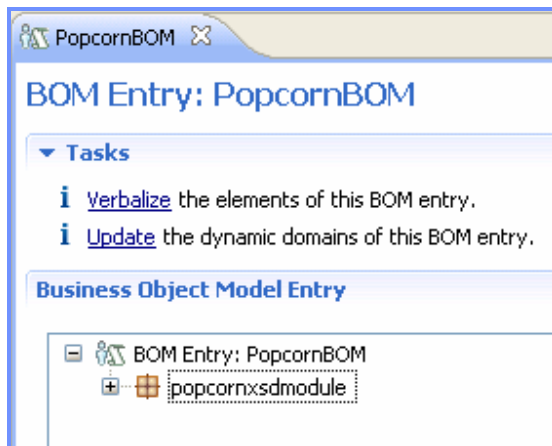 PopcornBOM
BOM Entry: PopcornBOM
Tasks
Verbalize the elements of this BOM entry.
Update the dynamic domains of this BOM entry.
Business Object Model Entry
BOM Entry: PopcornBOM
popcornxsdmodule